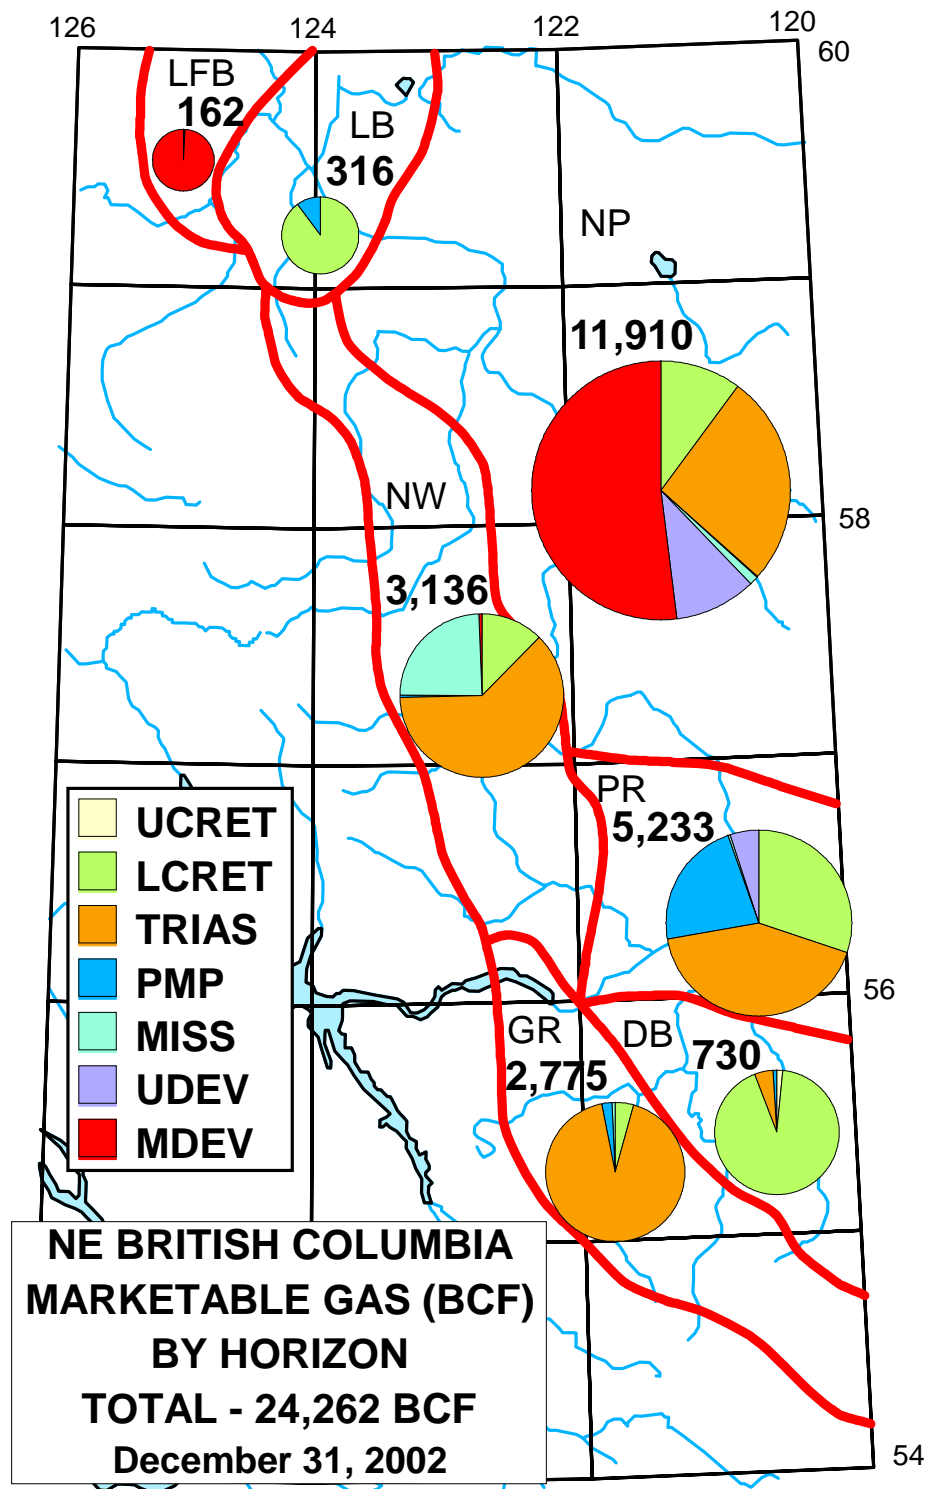 126 124 122 120
60
LFB
162
LB
316
NP
11,910
58
NW
3,136
PR
5,233
56
GR
2,775
DB
730
UCRET
LCRET
TRIAS
PMP
MISS
UDEV
MDEV
NE BRITISH COLUMBIA
MARKETABLE GAS (BCF)
BY HORIZON
TOTAL - 24,262 BCF
December 31, 2002
54